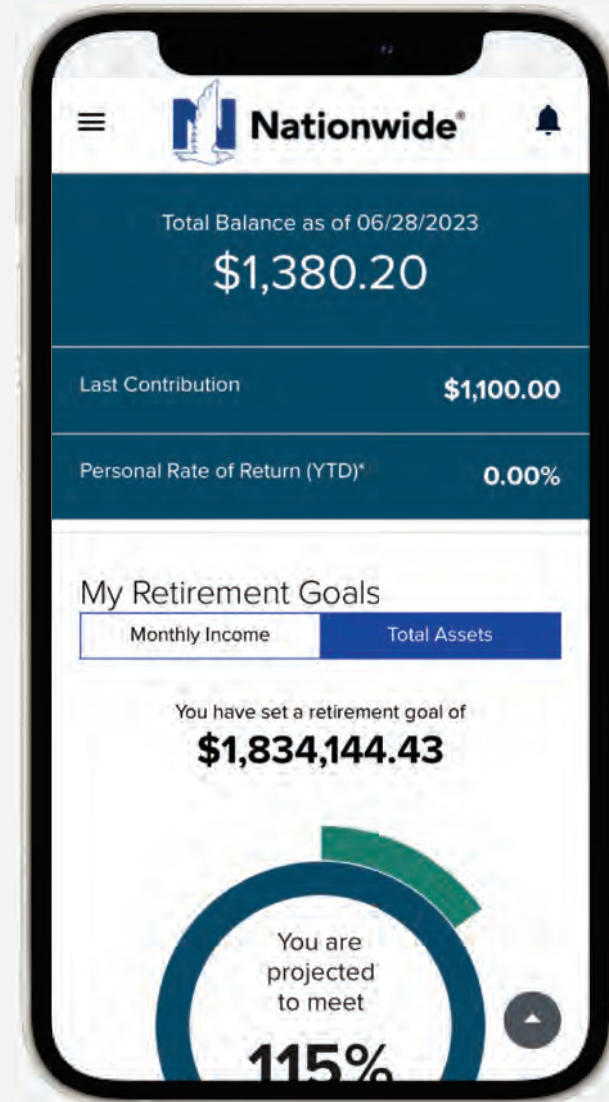 Nationwide®
Total Balance as of 06/28/2023
$1,380.20
Last Contribution $1,100.00
Personal Rate of Return (YTD)* 0.00%
My Retirement Goals
Monthly Income Total Assets
You have set a retirement goal of
$1,834,144.43
You are
projected
to meet
115%